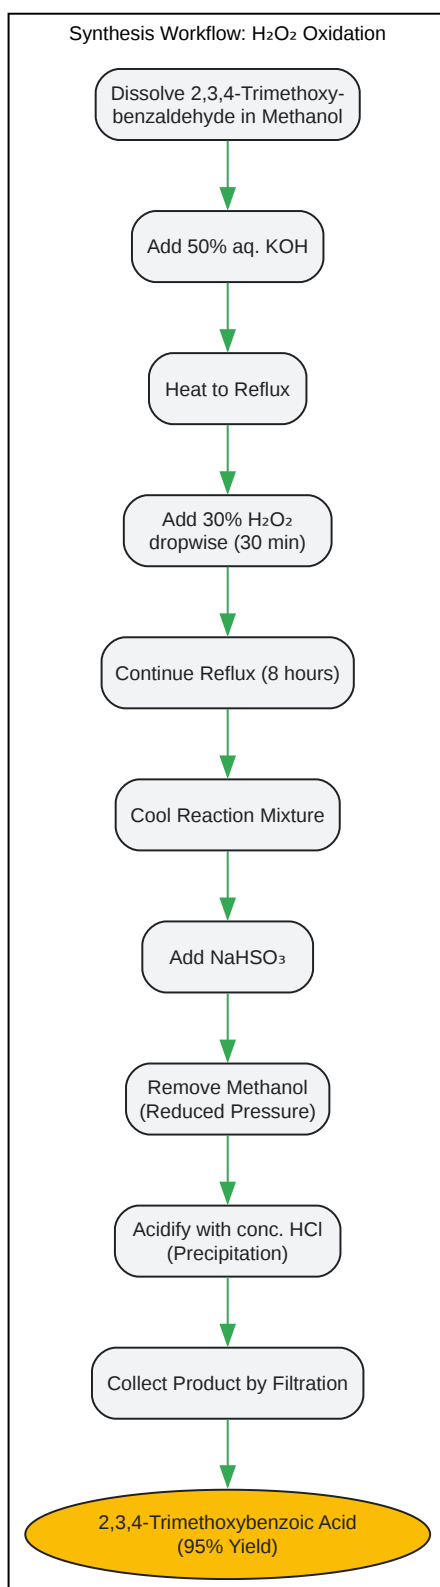 Synthesis Workflow: H₂O₂ Oxidation
Dissolve 2,3,4-Trimethoxy-
benzaldehyde in Methanol
Add 50% aq. KOH
Heat to Reflux
Add 30% H₂O₂
dropwise (30 min)
Continue Reflux (8 hours)
Cool Reaction Mixture
Add NaHSO₃
Remove Methanol
(Reduced Pressure)
Acidify with conc. HCl
(Precipitation)
Collect Product by Filtration
2,3,4-Trimethoxybenzoic Acid
(95% Yield)